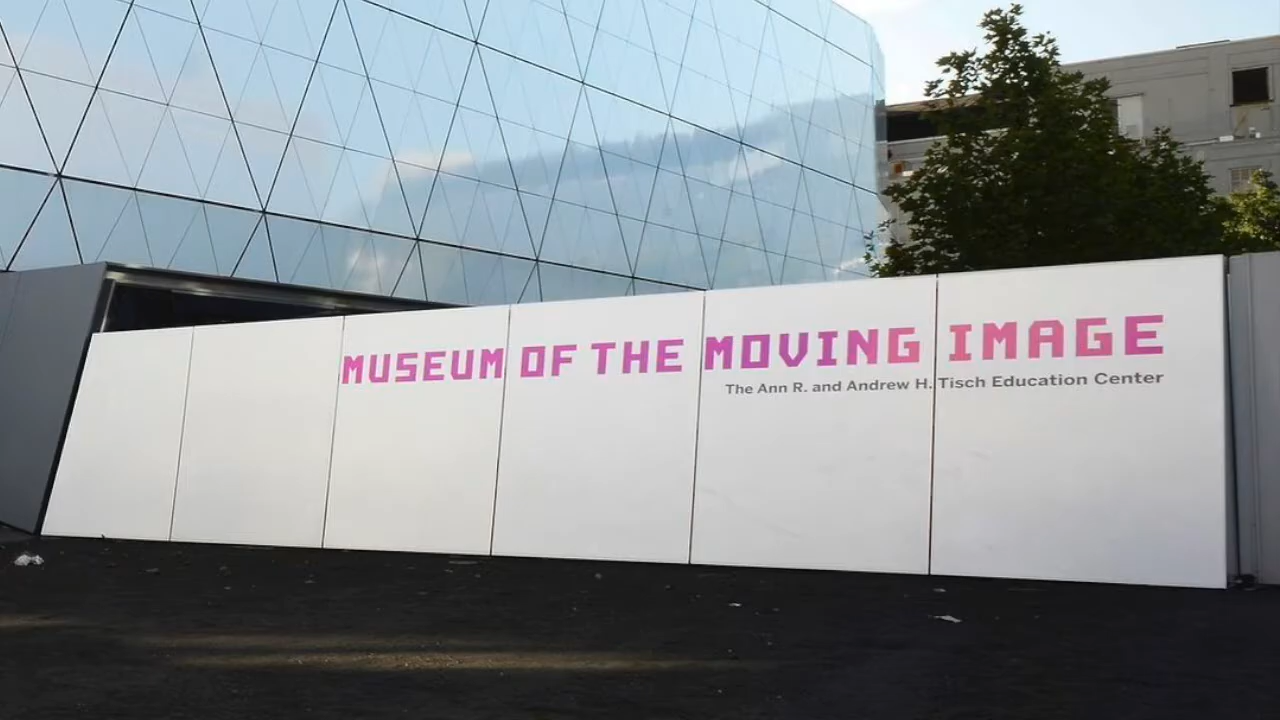 MUSEUM OF THE MOVING IMAGE
The Ann R. and Andrew H. Tisch Education Center